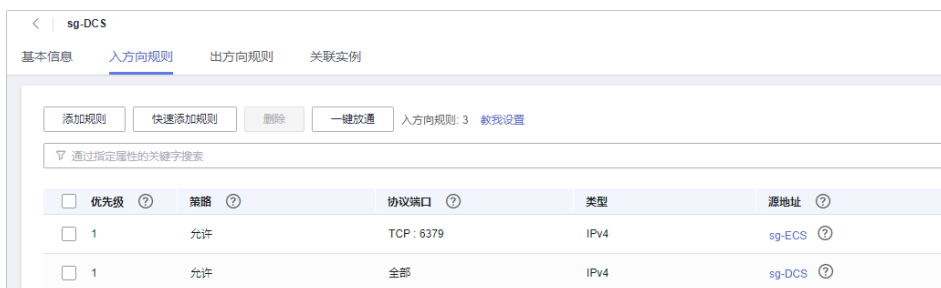 < sg-DCS
基本信息 入方向规则 出方向规则 关联实例
添加规则 快速添加规则 删除 一键放通 入方向规则: 3 教我设置
通过指定属性的关键字搜索
优先级 ? 策略 ? 协议端口 ? 类型 源地址 ?
1 允许 TCP : 6379 IPv4 sg-ECS ?
1 允许 全部 IPv4 sg-DCS ?